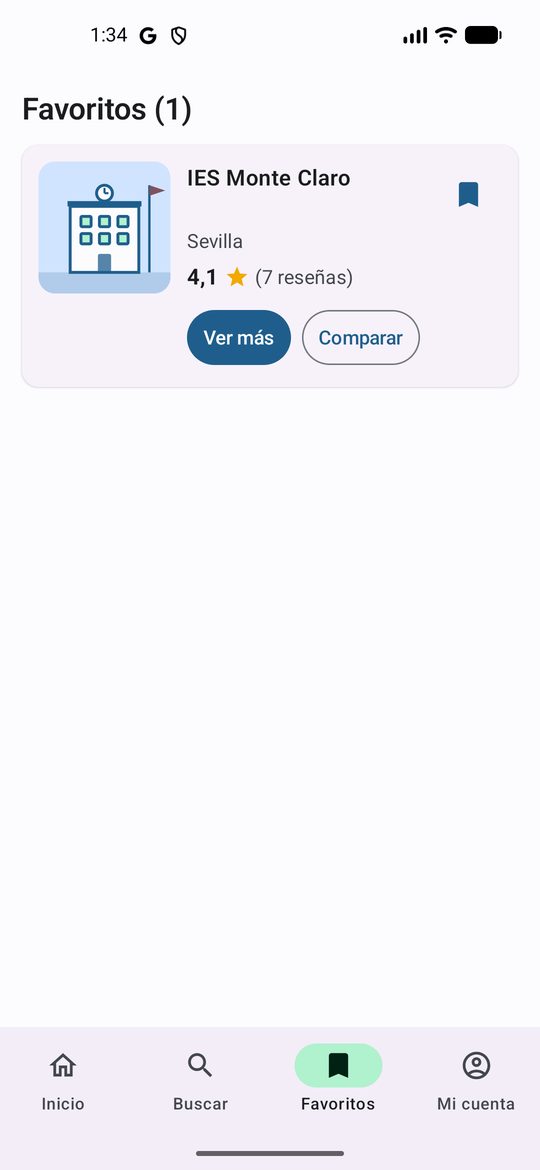 1:34
Favoritos (1)
IES Monte Claro
Sevilla
4,1 (7 reseñas)
Ver más Comparar
Inicio Buscar Favoritos Mi cuenta